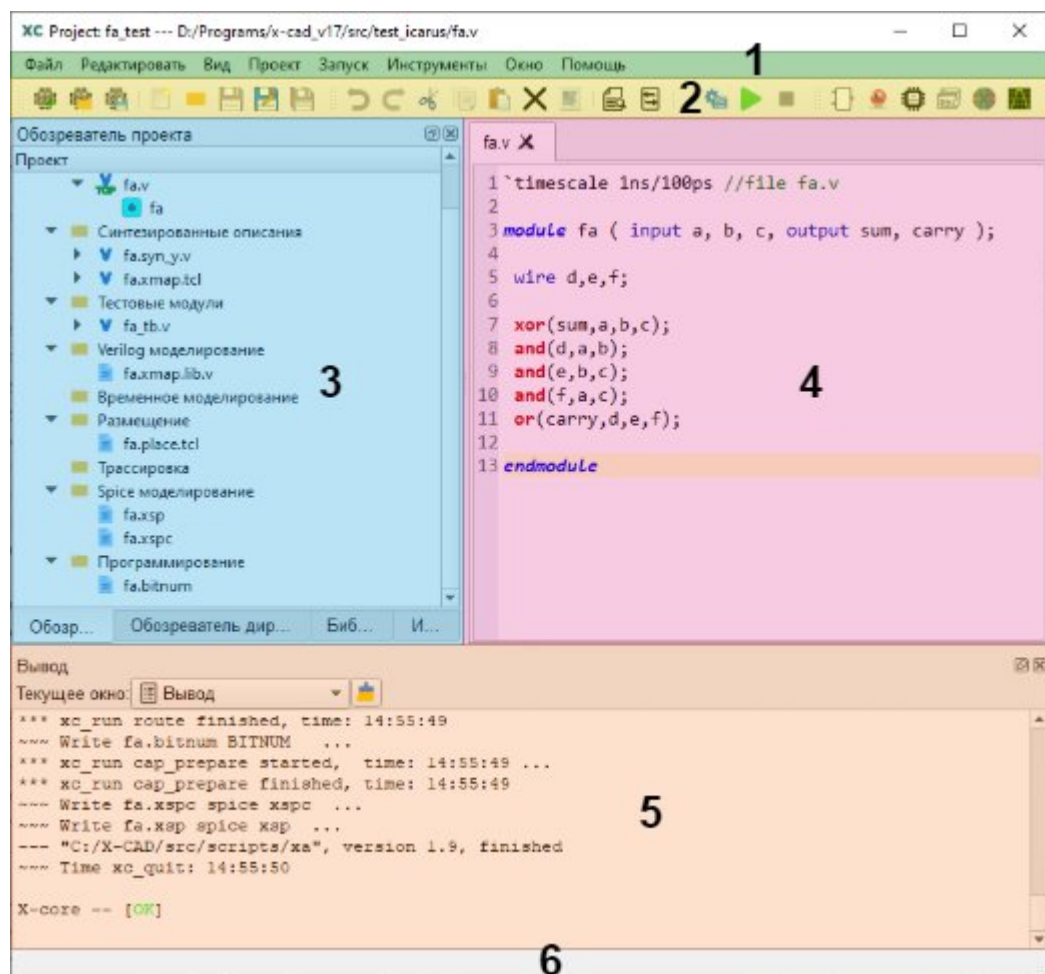 XC Project: fa_test --- D:/Programs/x-cad_v17/src/test_icarus/fa.v
Файл Редактировать Вид Проект Запуск Инструменты Окно Помощь
1
2
Обозреватель проекта
Проект
TOP fa.v
fa
Синтезированные описания
fa.syn_y.v
fa.xmap.tcl
Тестовые модули
fa_tb.v
Verilog моделирование
fa.xmap.lib.v
Временное моделирование
Размещение
fa.place.tcl
Трассировка
Spice моделирование
fa.xsp
fa.xspc
Программирование
fa.bitnum
Обозр... Обозреватель дир... Биб... И...
3
fa.v
1 `timescale 1ns/100ps //file fa.v
2
3 module fa ( input a, b, c, output sum, carry );
4
5 wire d,e,f;
6
7 xor(sum,a,b,c);
8 and(d,a,b);
9 and(e,b,c);
10 and(f,a,c);
11 or(carry,d,e,f);
12
13 endmodule
4
Вывод
Текущее окно: Вывод
*** xc_run route finished, time: 14:55:49
~~~ Write fa.bitnum BITNUM ...
*** xc_run cap_prepare started, time: 14:55:49 ...
*** xc_run cap_prepare finished, time: 14:55:49
~~~ Write fa.xspc spice xspc ...
~~~ Write fa.xsp spice xsp ...
--- "C:/X-CAD/src/scripts/xa", version 1.9, finished
~~~ Time xc_quit: 14:55:50
X-core -- [OK]
5
6